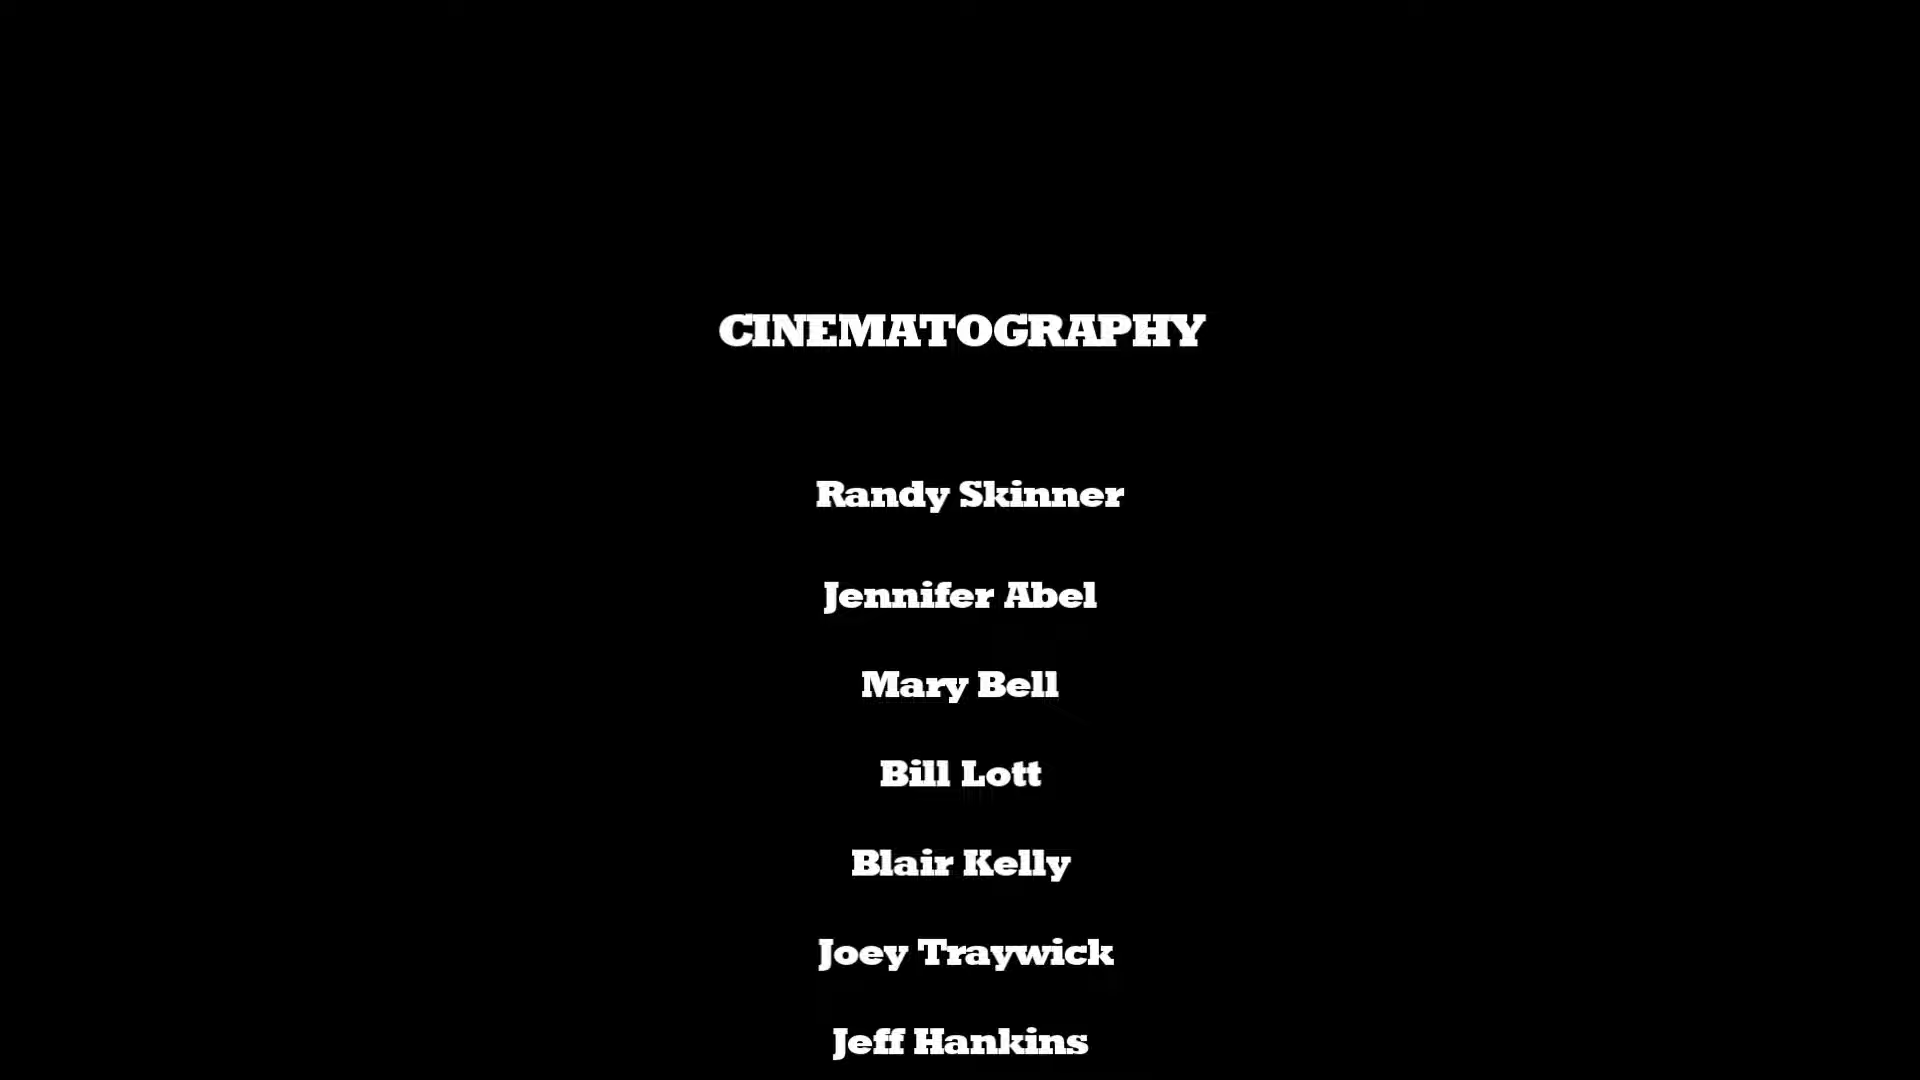 CINEMATOGRAPHY
Randy Skinner
Jennifer Abel
Mary Bell
Bill Lott
Blair Kelly
Joey Traywick
Jeff Hankins